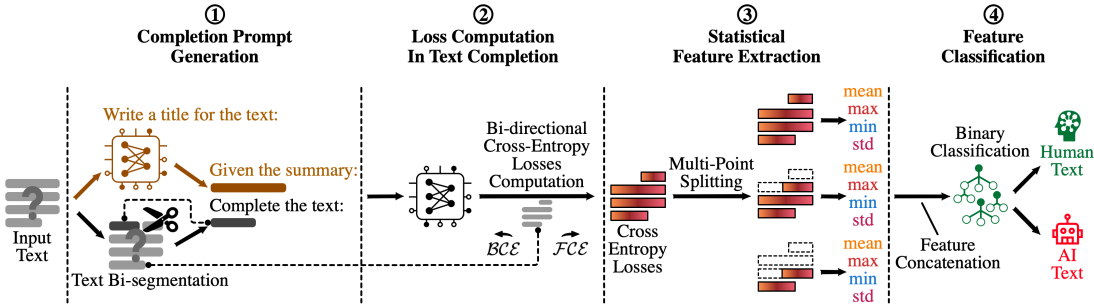 ①
Completion Prompt
Generation
Write a title for the text:
Given the summary:
Complete the text:
?
Input
Text
?
Text Bi-segmentation
②
Loss Computation
In Text Completion
Bi-directional
Cross-Entropy
Losses
Computation
BCE
FCE
③
Statistical
Feature Extraction
Cross
Entropy
Losses
Multi-Point
Splitting
mean
max
min
std
mean
max
min
std
mean
max
min
std
④
Feature
Classification
Feature
Concatenation
Binary
Classification
Human
Text
AI
Text